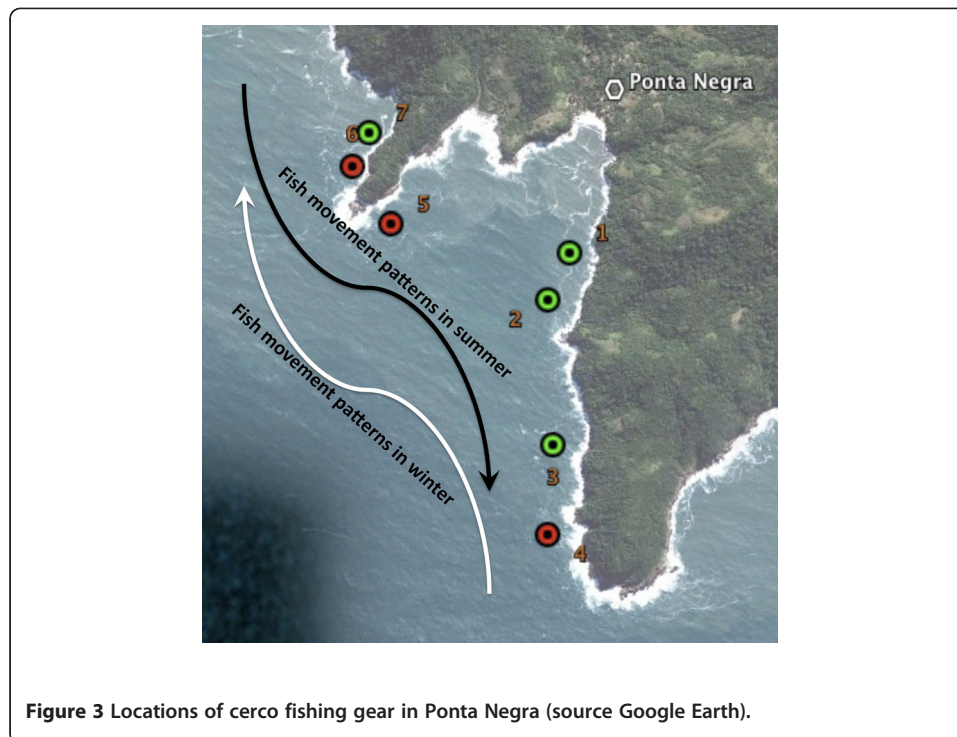 Ponta Negra
7
6
5
1
2
3
4
Fish movement patterns in summer
Fish movement patterns in winter
Figure 3 Locations of cerco fishing gear in Ponta Negra (source Google Earth).